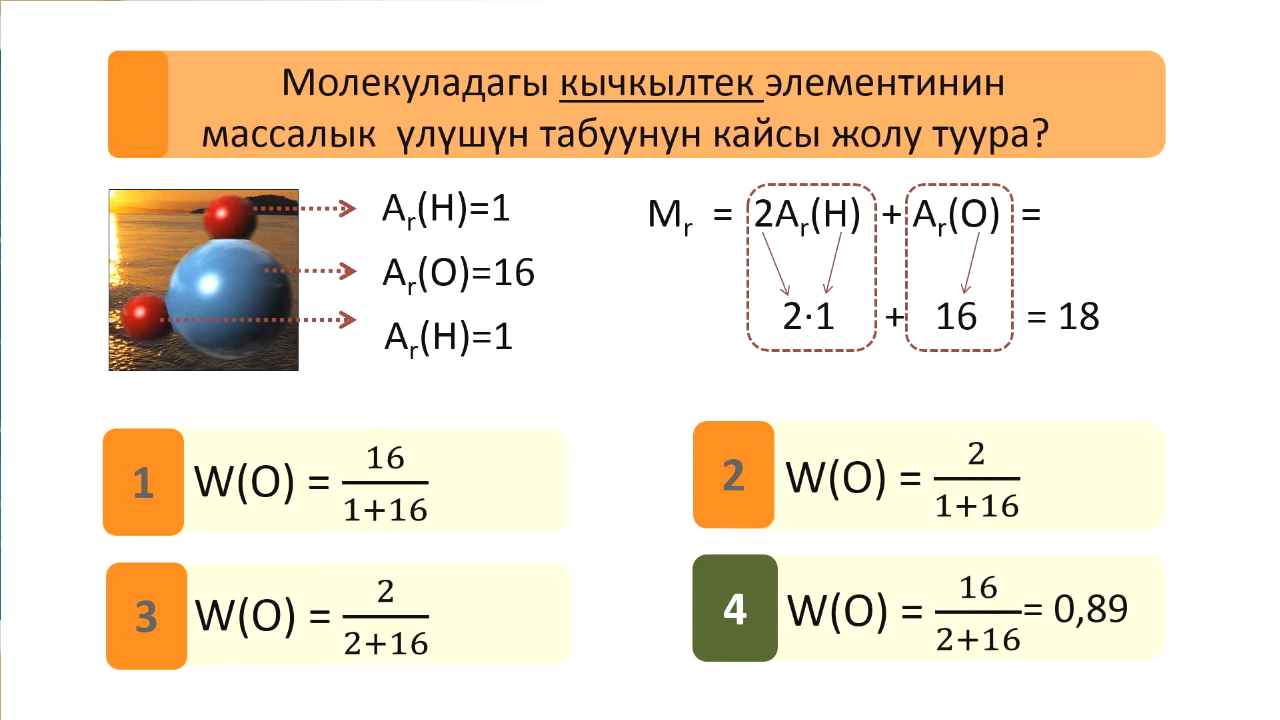 Молекуладагы кычкылтек элементинин
массалык үлүшүн табуунун кайсы жолу туура?
Aᵣ(H)=1
Aᵣ(O)=16
Aᵣ(H)=1
Mᵣ = 2Aᵣ(H) + Aᵣ(O) =
2·1 + 16 = 18
1 W(O) = 16/(1+16)
2 W(O) = 2/(1+16)
3 W(O) = 2/(2+16)
4 W(O) = 16/(2+16) = 0,89